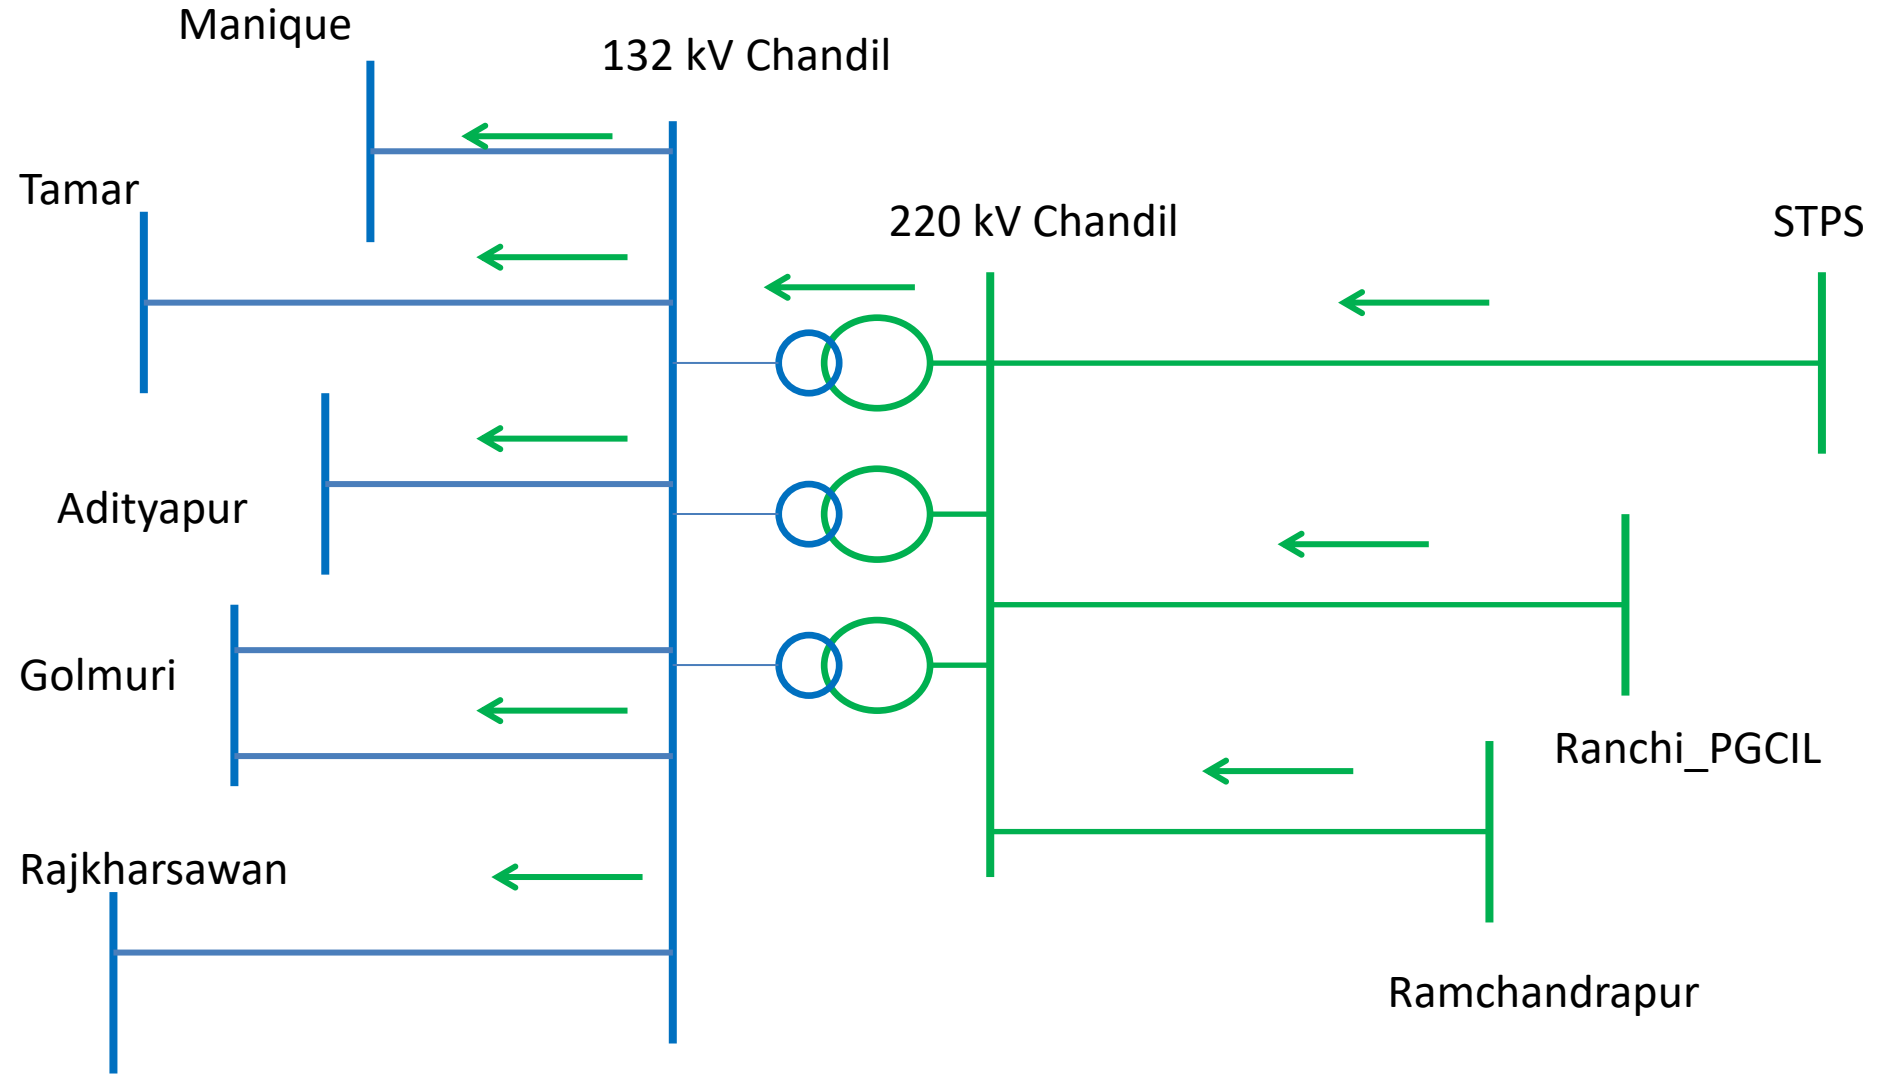 Manique
132 kV Chandil
Tamar
220 kV Chandil
STPS
Adityapur
Golmuri
Ranchi_PGCIL
Rajkharsawan
Ramchandrapur